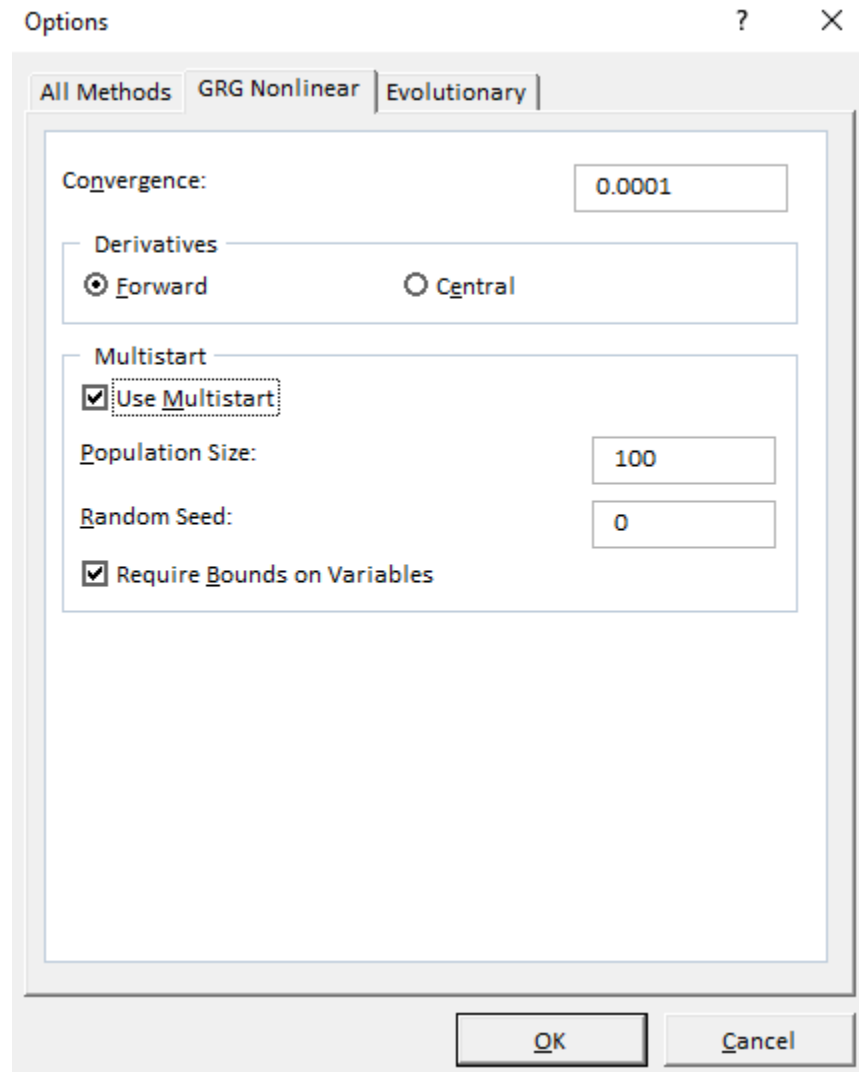 Options ? ✕
All Methods GRG Nonlinear Evolutionary
Convergence: 0.0001
Derivatives
Forward Central
Multistart
Use Multistart
Population Size: 100
Random Seed: 0
Require Bounds on Variables
OK Cancel